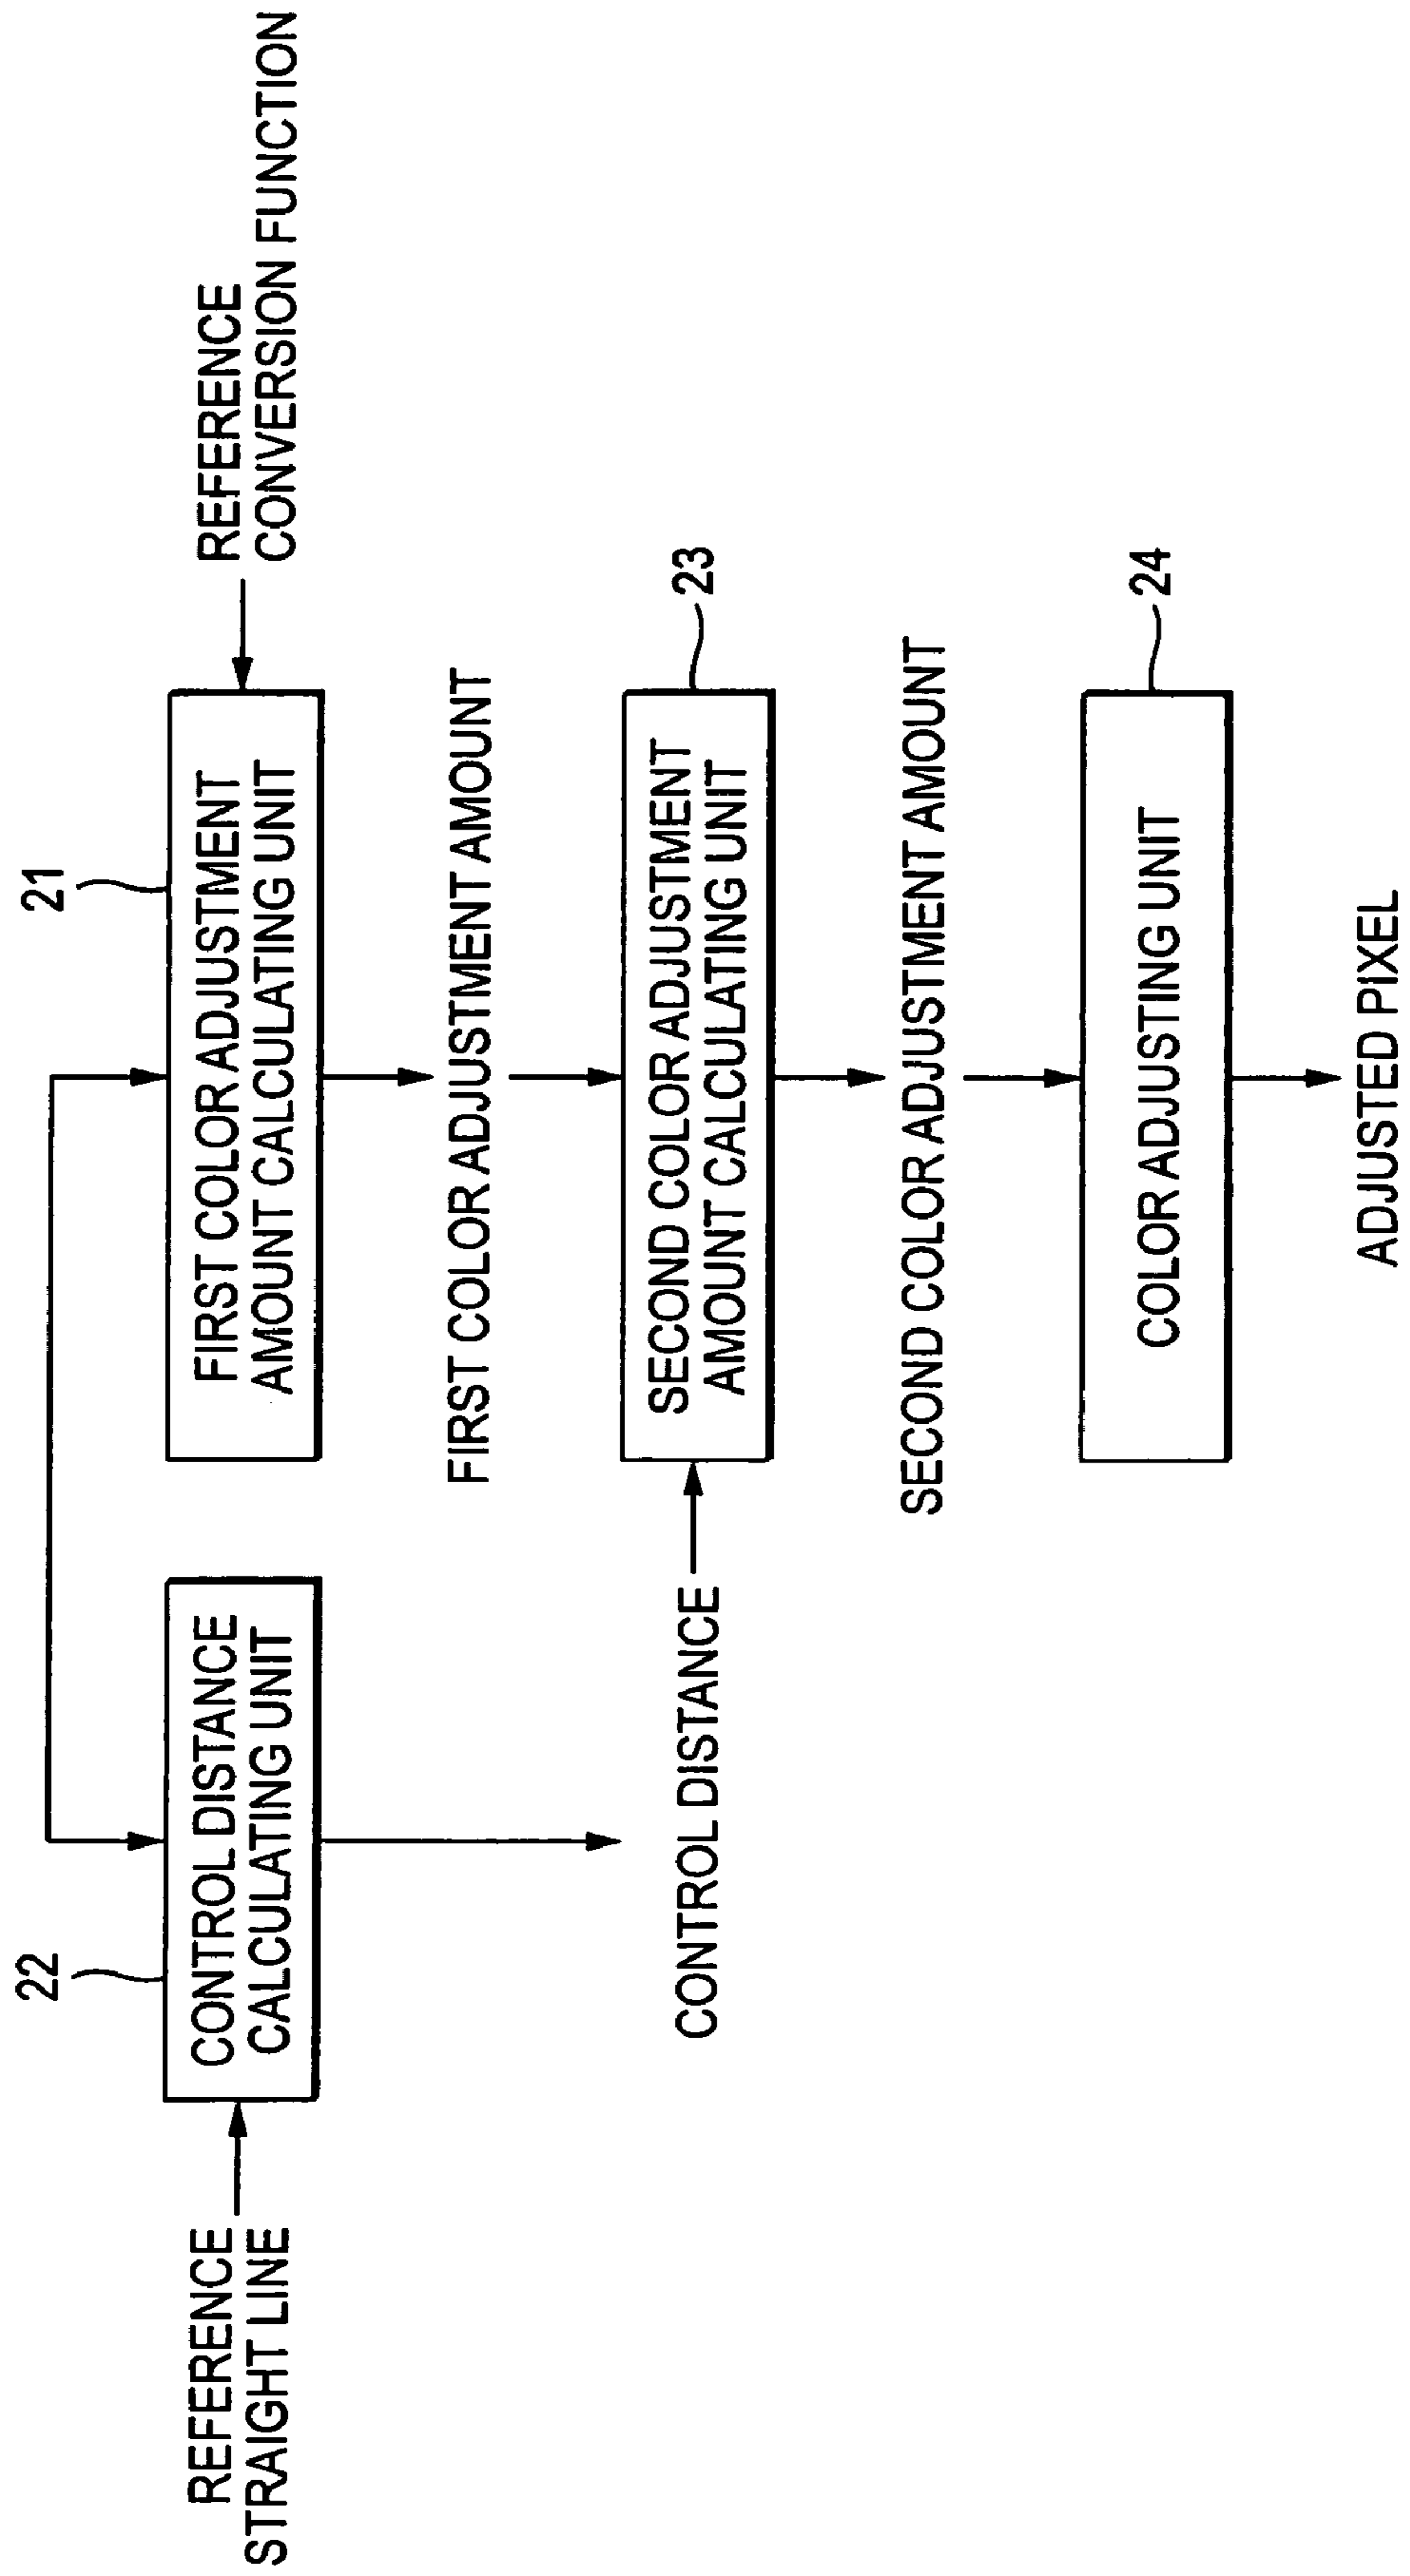 22
CONTROL DISTANCE
CALCULATING UNIT
REFERENCE
STRAIGHT LINE
21
FIRST COLOR ADJUSTMENT
AMOUNT CALCULATING UNIT
REFERENCE
CONVERSION FUNCTION
FIRST COLOR ADJUSTMENT AMOUNT
CONTROL DISTANCE
SECOND COLOR ADJUSTMENT
AMOUNT CALCULATING UNIT
23
SECOND COLOR ADJUSTMENT AMOUNT
COLOR ADJUSTING UNIT
24
ADJUSTED PIXEL